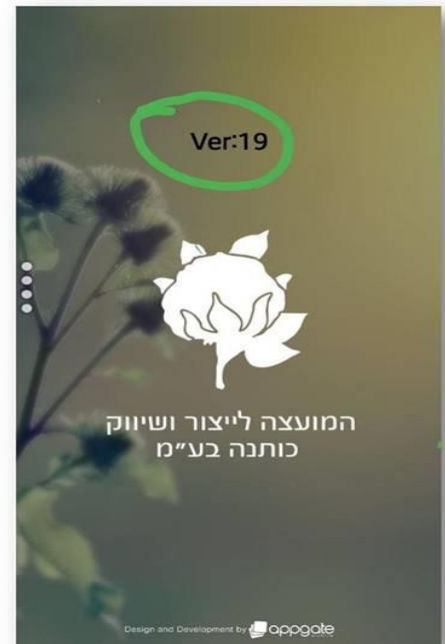 Ver:19
המועצה לייצור ושיווק
כותנה בע״מ
Design and Development by appgate